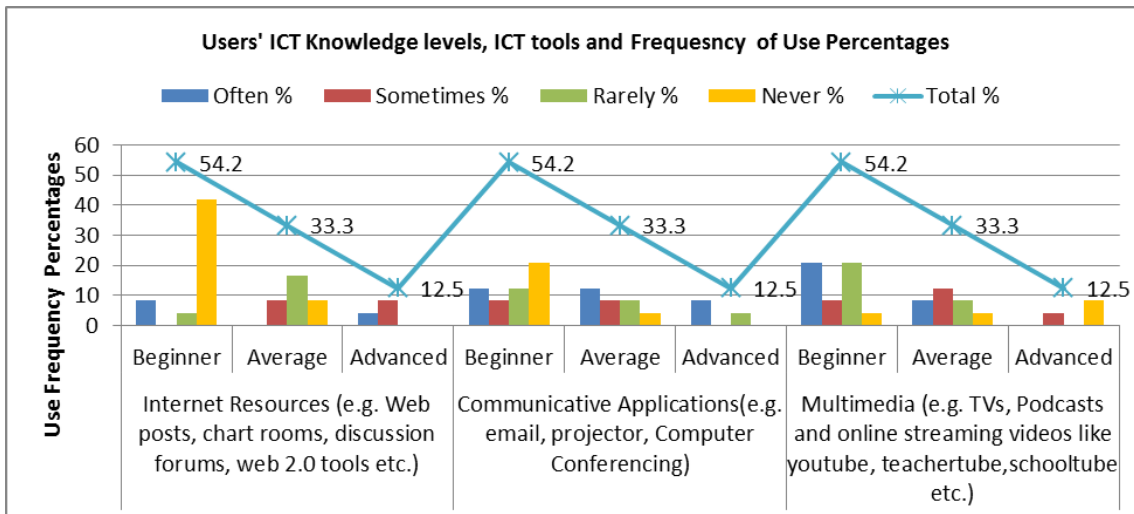 Users' ICT Knowledge levels, ICT tools and Frequesncy of Use Percentages
Often %
Sometimes %
Rarely %
Never %
Total %
Use Frequency Percentages
60
50
40
30
20
10
0
54.2
33.3
12.5
54.2
33.3
12.5
54.2
33.3
12.5
Beginner
Average
Advanced
Beginner
Average
Advanced
Beginner
Average
Advanced
Internet Resources (e.g. Web
posts, chart rooms, discussion
forums, web 2.0 tools etc.)
Communicative Applications(e.g.
email, projector, Computer
Conferencing)
Multimedia (e.g. TVs, Podcasts
and online streaming videos like
youtube, teachertube,schooltube
etc.)